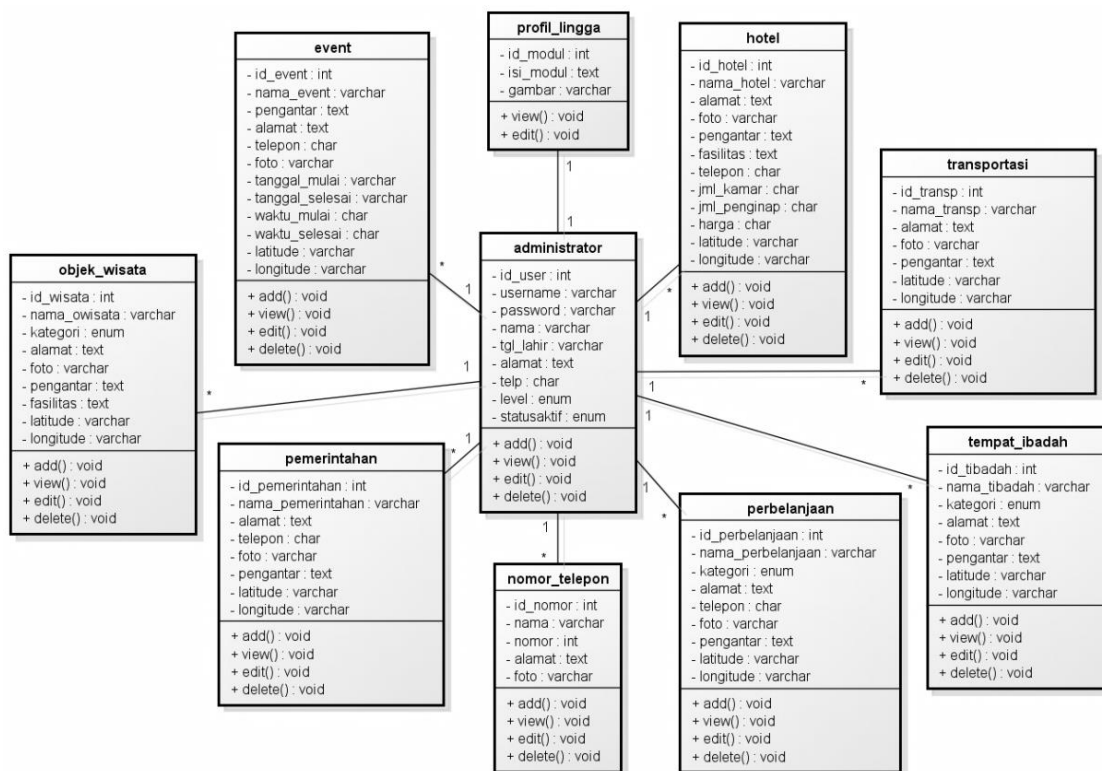 profil_lingga
- id_modul : int
- isi_modul : text
- gambar : varchar
+ view() : void
+ edit() : void
1
1
event
- id_event : int
- nama_event : varchar
- pengantar : text
- alamat : text
- telepon : char
- foto : varchar
- tanggal_mulai : varchar
- tanggal_selesai : varchar
- waktu_mulai : char
- waktu_selesai : char
- latitude : varchar
- longitude : varchar
+ add() : void
+ view() : void
+ edit() : void
+ delete() : void
*
1
hotel
- id_hotel : int
- nama_hotel : varchar
- alamat : text
- foto : varchar
- pengantar : text
- fasilitas : text
- telepon : char
- jml_kamar : char
- jml_penginap : char
- harga : char
- latitude : varchar
- longitude : varchar
+ add() : void
+ view() : void
+ edit() : void
+ delete() : void
*
1
transportasi
- id_transp : int
- nama_transp : varchar
- alamat : text
- foto : varchar
- pengantar : text
- latitude : varchar
- longitude : varchar
+ add() : void
+ view() : void
+ edit() : void
+ delete() : void
*
1
administrator
- id_user : int
- username : varchar
- password : varchar
- nama : varchar
- tgl_lahir : varchar
- alamat : text
- telp : char
- level : enum
- statusaktif : enum
+ add() : void
+ view() : void
+ edit() : void
+ delete() : void
objek_wisata
- id_wisata : int
- nama_owisata : varchar
- kategori : enum
- alamat : text
- foto : varchar
- pengantar : text
- fasilitas : text
- latitude : varchar
- longitude : varchar
+ add() : void
+ view() : void
+ edit() : void
+ delete() : void
*
1
pemerintahan
- id_pemerintahan : int
- nama_pemerintahan : varchar
- alamat : text
- telepon : char
- foto : varchar
- pengantar : text
- latitude : varchar
- longitude : varchar
+ add() : void
+ view() : void
+ edit() : void
+ delete() : void
*
1
nomor_telepon
- id_nomor : int
- nama : varchar
- nomor : int
- alamat : text
- foto : varchar
+ add() : void
+ view() : void
+ edit() : void
+ delete() : void
1
*
perbelanjaan
- id_perbelanjaan : int
- nama_perbelanjaan : varchar
- kategori : enum
- alamat : text
- telepon : char
- foto : varchar
- pengantar : text
- latitude : varchar
- longitude : varchar
+ add() : void
+ view() : void
+ edit() : void
+ delete() : void
1
*
tempat_ibadah
- id_tibadah : int
- nama_tibadah : varchar
- kategori : enum
- alamat : text
- foto : varchar
- pengantar : text
- latitude : varchar
- longitude : varchar
+ add() : void
+ view() : void
+ edit() : void
+ delete() : void
1
*